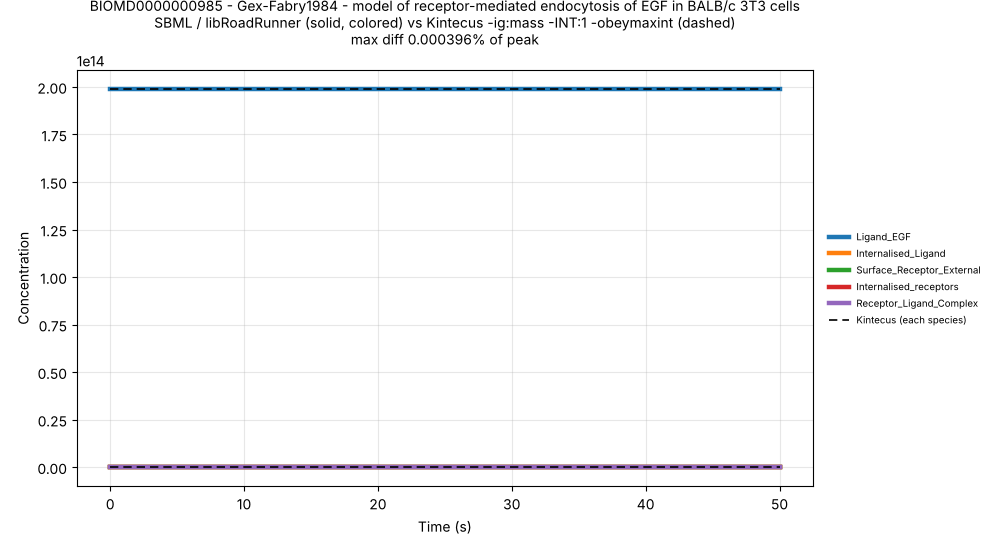 BIOMD0000000985 - Gex-Fabry1984 - model of receptor-mediated endocytosis of EGF in BALB/c 3T3 cells
SBML / libRoadRunner (solid, colored) vs Kintecus -ig:mass -INT:1 -obeymaxint (dashed)
max diff 0.000396% of peak
1e14
2.00
1.75
1.50
1.25
1.00
0.75
0.50
0.25
0.00
Concentration
0 10 20 30 40 50
Time (s)
Ligand_EGF
Internalised_Ligand
Surface_Receptor_External
Internalised_receptors
Receptor_Ligand_Complex
Kintecus (each species)